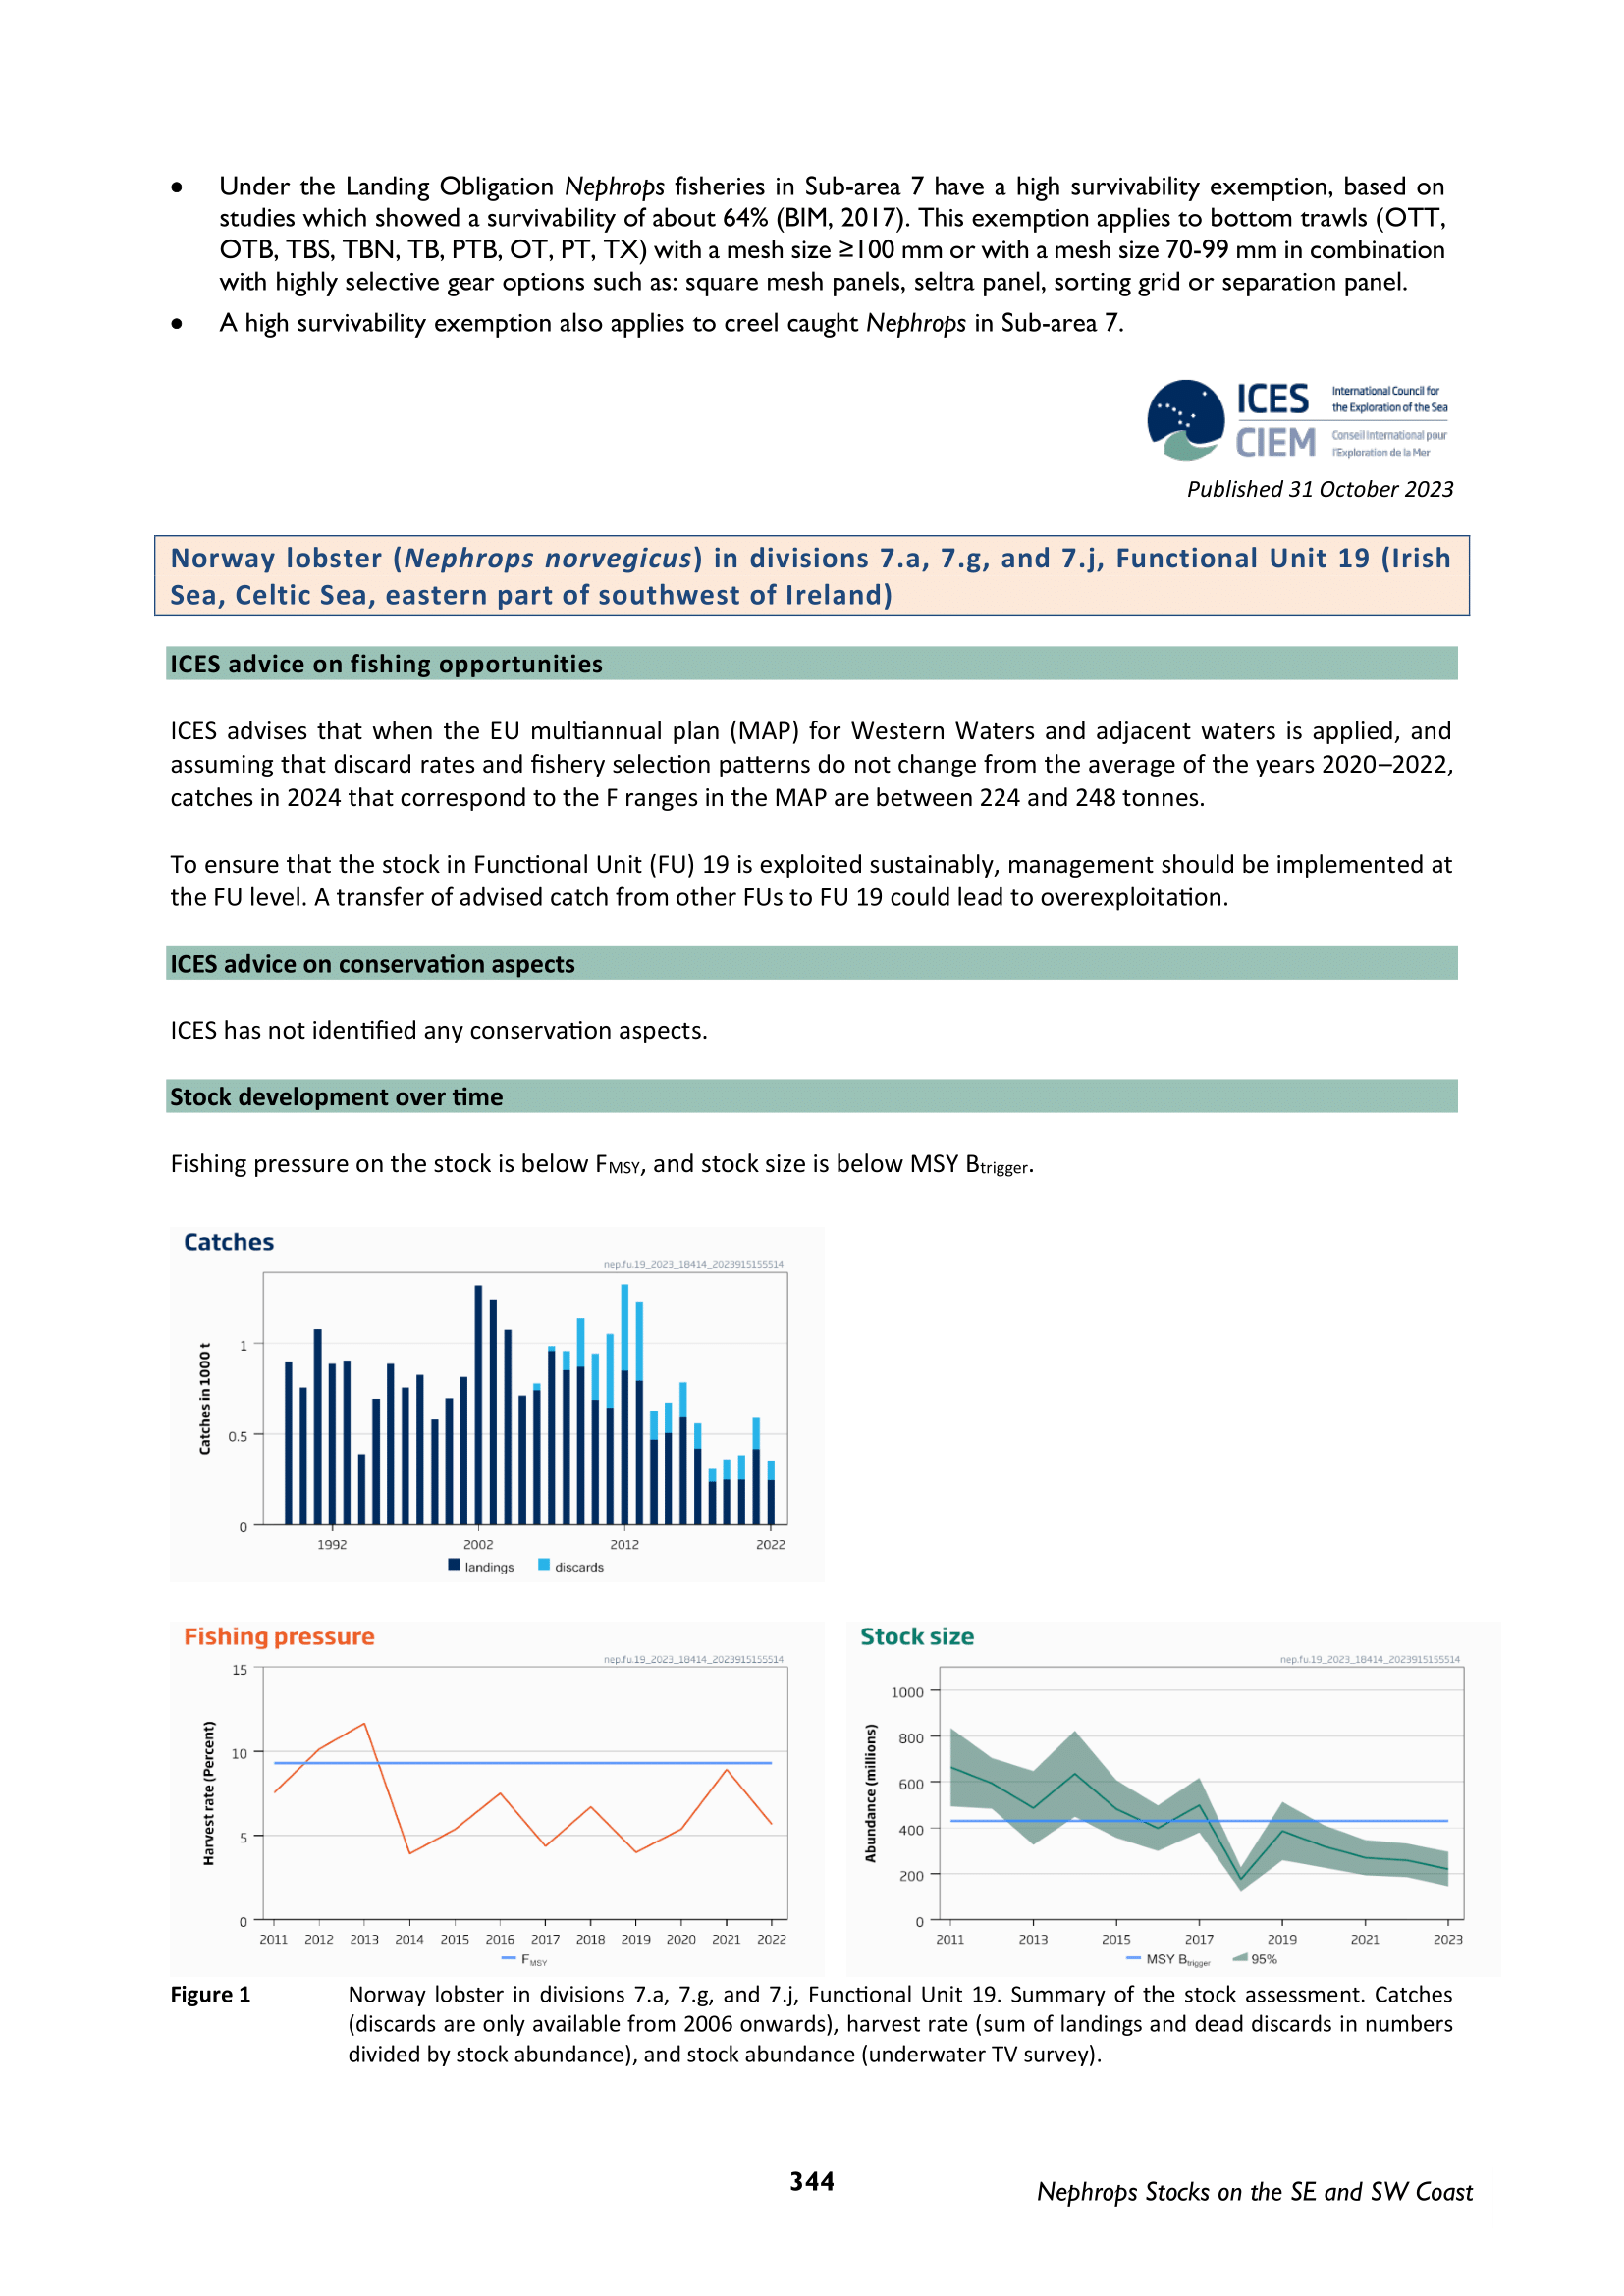 • Under the Landing Obligation Nephrops fisheries in Sub-area 7 have a high survivability exemption, based on
studies which showed a survivability of about 64% (BIM, 2017). This exemption applies to bottom trawls (OTT,
OTB, TBS, TBN, TB, PTB, OT, PT, TX) with a mesh size ≥100 mm or with a mesh size 70-99 mm in combination
with highly selective gear options such as: square mesh panels, seltra panel, sorting grid or separation panel.
• A high survivability exemption also applies to creel caught Nephrops in Sub-area 7.
ICES International Council for
the Exploration of the Sea
CIEM Conseil International pour
l'Exploration de la Mer
Published 31 October 2023
Norway lobster (Nephrops norvegicus) in divisions 7.a, 7.g, and 7.j, Functional Unit 19 (Irish
Sea, Celtic Sea, eastern part of southwest of Ireland)
ICES advice on fishing opportunities
ICES advises that when the EU multiannual plan (MAP) for Western Waters and adjacent waters is applied, and
assuming that discard rates and fishery selection patterns do not change from the average of the years 2020–2022,
catches in 2024 that correspond to the F ranges in the MAP are between 224 and 248 tonnes.
To ensure that the stock in Functional Unit (FU) 19 is exploited sustainably, management should be implemented at
the FU level. A transfer of advised catch from other FUs to FU 19 could lead to overexploitation.
ICES advice on conservation aspects
ICES has not identified any conservation aspects.
Stock development over time
Fishing pressure on the stock is below FMSY, and stock size is below MSY Btrigger.
Catches
nep.fu.19_2023_18414_2023915155514
Catches in 1000 t
1
0.5
0
1992 2002 2012 2022
landings discards
Fishing pressure
nep.fu.19_2023_18414_2023915155514
Harvest rate (Percent)
15
10
5
0
2011 2012 2013 2014 2015 2016 2017 2018 2019 2020 2021 2022
FMSY
Stock size
nep.fu.19_2023_18414_2023915155514
Abundance (millions)
1000
800
600
400
200
0
2011 2013 2015 2017 2019 2021 2023
MSY Btrigger 95%
Figure 1 Norway lobster in divisions 7.a, 7.g, and 7.j, Functional Unit 19. Summary of the stock assessment. Catches
(discards are only available from 2006 onwards), harvest rate (sum of landings and dead discards in numbers
divided by stock abundance), and stock abundance (underwater TV survey).
344
Nephrops Stocks on the SE and SW Coast